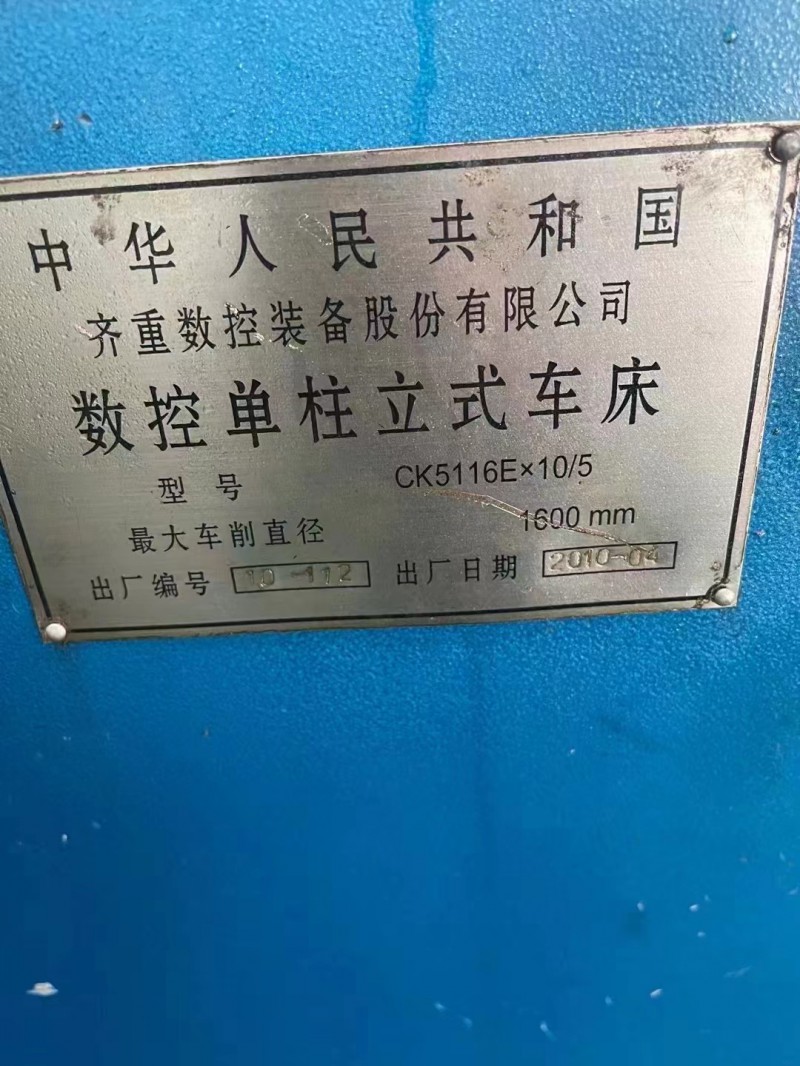 中华人民共和国
齐重数控装备股份有限公司
数控单柱立式车床
型号 CK5116E×10/5
最大车削直径 1600 mm
出厂编号 10-112 出厂日期 2010-04